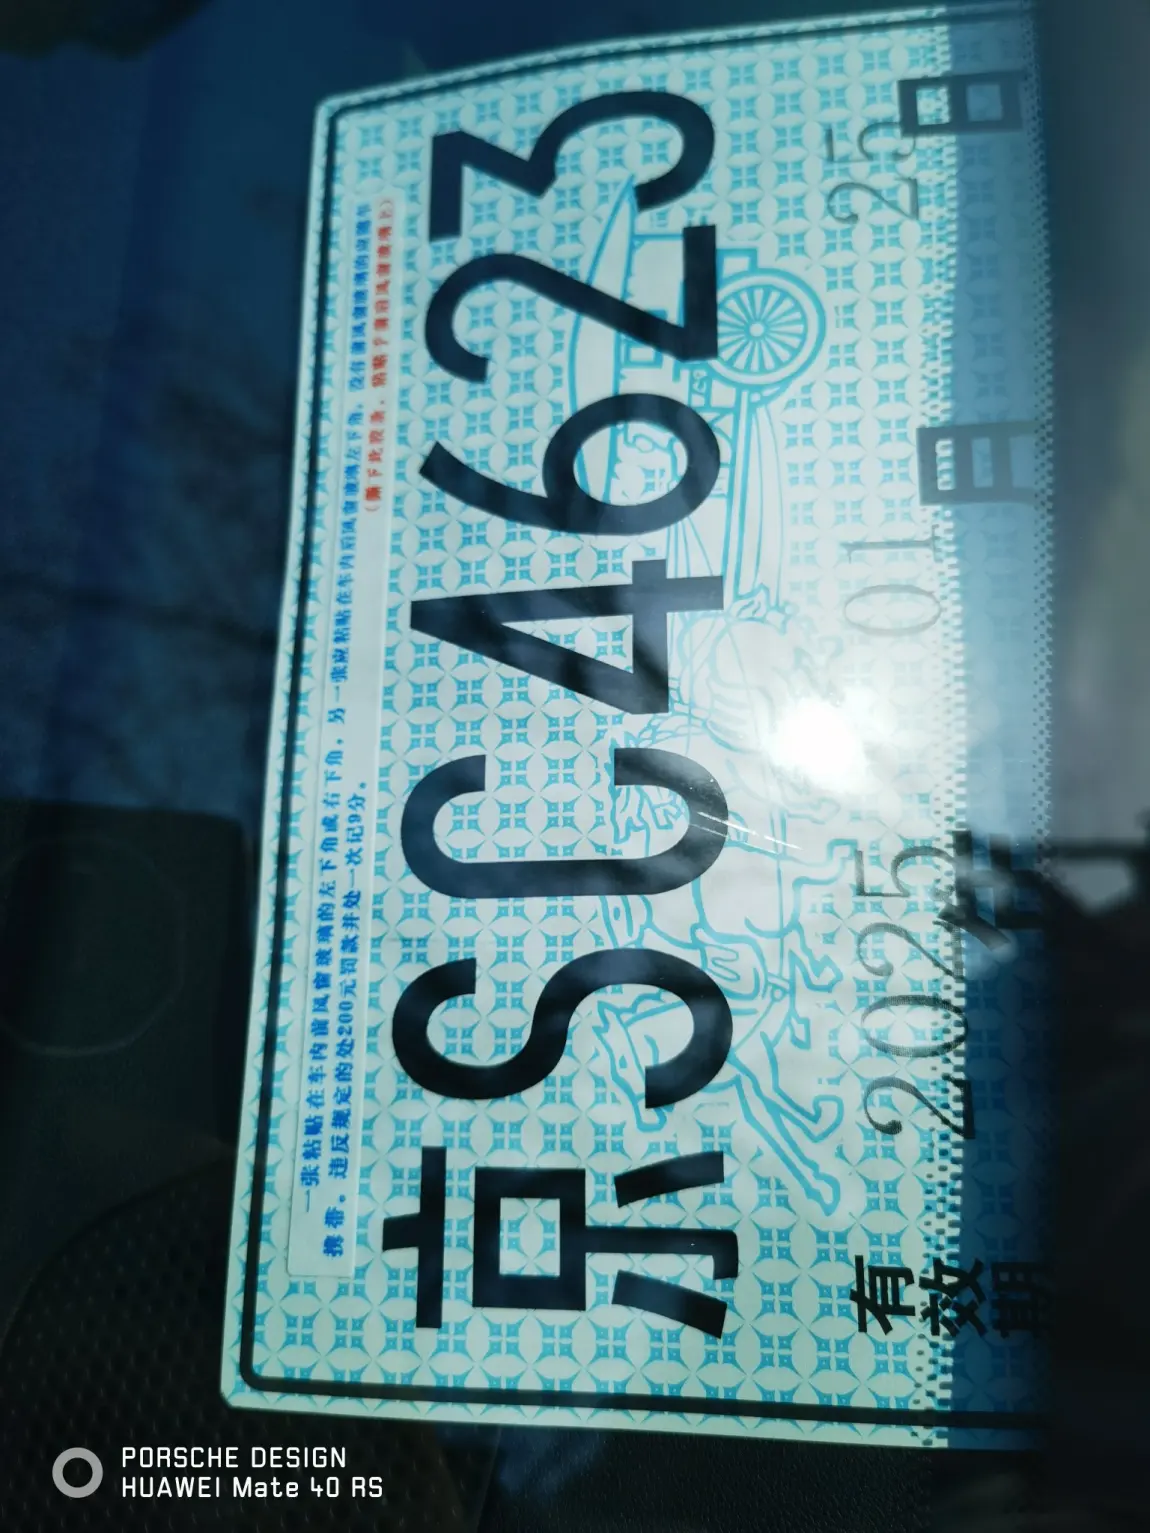 一张粘贴在车内前风窗玻璃的左下角或右下角，另一张应粘贴在车内后风窗玻璃左下角，没有前风窗玻璃的应随车
携带。违反规定的处200元罚款并处一次记9分。
（撕下此胶条，粘贴于前后风窗玻璃上）
京SC4623
有效期 2025年01月25日
PORSCHE DESIGN
HUAWEI Mate 40 RS